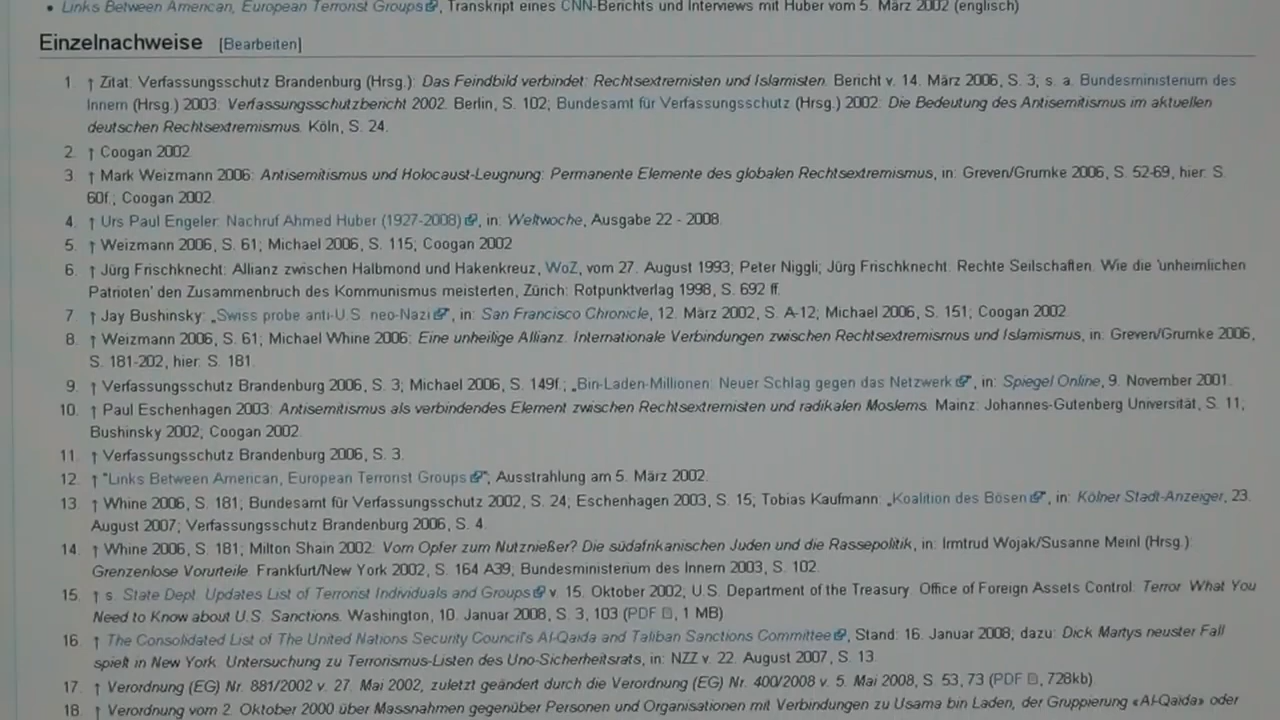 • Links Between American, European Terrorist Groups, Transkript eines CNN-Berichts und Interviews mit Huber vom 5. März 2002 (englisch)
Einzelnachweise [Bearbeiten]
1. ↑ Zitat: Verfassungsschutz Brandenburg (Hrsg.): Das Feindbild verbindet: Rechtsextremisten und Islamisten. Bericht v. 14. März 2006, S. 3; s. a. Bundesministerium des
Innern (Hrsg.) 2003: Verfassungsschutzbericht 2002. Berlin, S. 102; Bundesamt für Verfassungsschutz (Hrsg.) 2002: Die Bedeutung des Antisemitismus im aktuellen
deutschen Rechtsextremismus. Köln, S. 24.
2. ↑ Coogan 2002.
3. ↑ Mark Weizmann 2006: Antisemitismus und Holocaust-Leugnung: Permanente Elemente des globalen Rechtsextremismus, in: Greven/Grumke 2006, S. 52-69, hier: S.
60f.; Coogan 2002.
4. ↑ Urs Paul Engeler: Nachruf Ahmed Huber (1927-2008), in: Weltwoche, Ausgabe 22 - 2008.
5. ↑ Weizmann 2006, S. 61; Michael 2006, S. 115; Coogan 2002
6. ↑ Jürg Frischknecht: Allianz zwischen Halbmond und Hakenkreuz, WoZ, vom 27. August 1993; Peter Niggli; Jürg Frischknecht: Rechte Seilschaften. Wie die 'unheimlichen
Patrioten' den Zusammenbruch des Kommunismus meisterten, Zürich: Rotpunktverlag 1998, S. 692 ff.
7. ↑ Jay Bushinsky: „Swiss probe anti-U.S. neo-Nazi“, in: San Francisco Chronicle, 12. März 2002, S. A-12; Michael 2006, S. 151; Coogan 2002.
8. ↑ Weizmann 2006, S. 61; Michael Whine 2006: Eine unheilige Allianz. Internationale Verbindungen zwischen Rechtsextremismus und Islamismus, in: Greven/Grumke 2006,
S. 181-202, hier: S. 181.
9. ↑ Verfassungsschutz Brandenburg 2006, S. 3; Michael 2006, S. 149f.; „Bin-Laden-Millionen: Neuer Schlag gegen das Netzwerk“, in: Spiegel Online, 9. November 2001.
10. ↑ Paul Eschenhagen 2003: Antisemitismus als verbindendes Element zwischen Rechtsextremisten und radikalen Moslems. Mainz: Johannes-Gutenberg Universität, S. 11;
Bushinsky 2002; Coogan 2002.
11. ↑ Verfassungsschutz Brandenburg 2006, S. 3.
12. ↑ "Links Between American, European Terrorist Groups"; Ausstrahlung am 5. März 2002.
13. ↑ Whine 2006, S. 181; Bundesamt für Verfassungsschutz 2002, S. 24; Eschenhagen 2003, S. 15; Tobias Kaufmann: „Koalition des Bösen“, in: Kölner Stadt-Anzeiger, 23.
August 2007; Verfassungsschutz Brandenburg 2006, S. 4.
14. ↑ Whine 2006, S. 181; Milton Shain 2002: Vom Opfer zum Nutznießer? Die südafrikanischen Juden und die Rassepolitik, in: Irmtrud Wojak/Susanne Meinl (Hrsg.):
Grenzenlose Vorurteile. Frankfurt/New York 2002, S. 164 A39; Bundesministerium des Innern 2003, S. 102.
15. ↑ s. State Dept. Updates List of Terrorist Individuals and Groups v. 15. Oktober 2002; U.S. Department of the Treasury. Office of Foreign Assets Control: Terror. What You
Need to Know about U.S. Sanctions. Washington, 10. Januar 2008, S. 3, 103 (PDF, 1 MB)
16. ↑ The Consolidated List of The United Nations Security Council's Al-Qaida and Taliban Sanctions Committee, Stand: 16. Januar 2008; dazu: Dick Martys neuster Fall
spielt in New York. Untersuchung zu Terrorismus-Listen des Uno-Sicherheitsrats, in: NZZ v. 22. August 2007, S. 13.
17. ↑ Verordnung (EG) Nr. 881/2002 v. 27. Mai 2002, zuletzt geändert durch die Verordnung (EG) Nr. 400/2008 v. 5. Mai 2008, S. 53, 73 (PDF, 728kb)
18. ↑ Verordnung vom 2. Oktober 2000 über Massnahmen gegenüber Personen und Organisationen mit Verbindungen zu Usama bin Laden, der Gruppierung «Al-Qaïda» oder